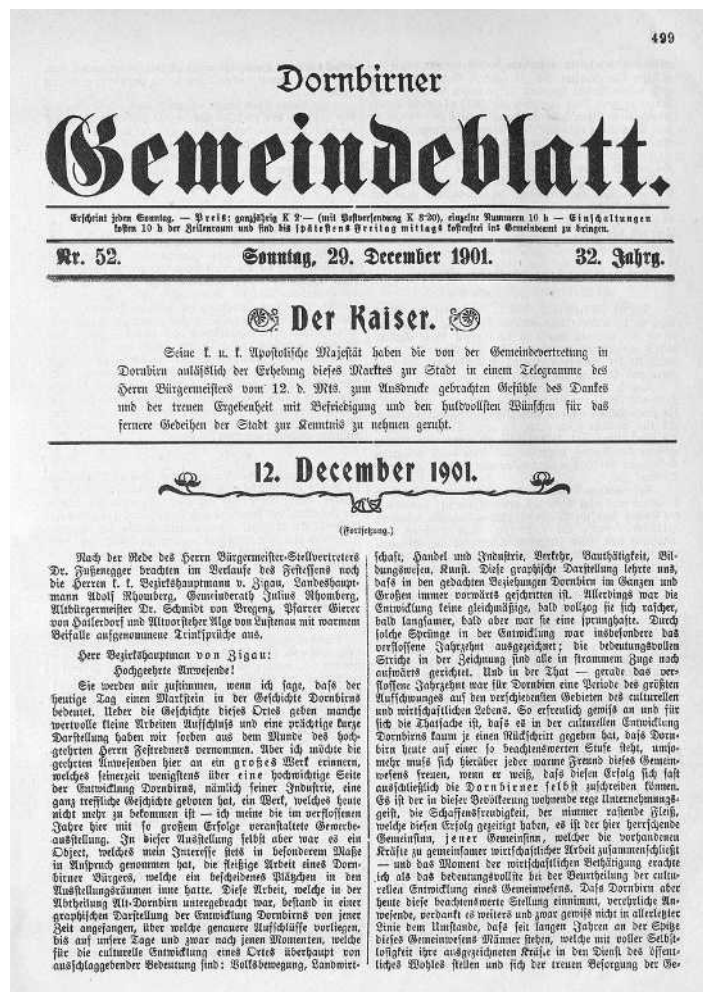 499
Dornbirner
Gemeindeblatt.
Erscheint jeden Sonntag. — Preis: ganzjährig K 2·— (mit Postversendung K 3·20), einzelne Nummern 10 h — Einschaltungen
kosten 10 h der Zeilenraum und sind bis spätestens Freitag mittags kostenfrei ins Gemeindeamt zu bringen.
Nr. 52.
Sonntag, 29. December 1901.
32. Jahrg.
Der Kaiser.
Seine k. u. k. Apostolische Majestät haben die von der Gemeindevertretung in
Dornbirn anlässlich der Erhebung dieses Marktes zur Stadt in einem Telegramme des
Herrn Bürgermeisters vom 12. d. Mts. zum Ausdrucke gebrachten Gefühle des Dankes
und der treuen Ergebenheit mit Befriedigung und den huldvollsten Wünschen für das
fernere Gedeihen der Stadt zur Kenntnis zu nehmen geruht.
12. December 1901.
(Fortsetzung.)
Nach der Rede des Herrn Bürgermeister-Stellvertreters
Dr. Fußenegger brachten im Verlaufe des Festessens noch
die Herren k. k. Bezirkshauptmann v. Zigau, Landeshaupt-
mann Adolf Rhomberg, Gemeinderath Julius Rhomberg,
Altbürgermeister Dr. Schmidt von Bregenz, Pfarrer Gierer
von Hatlerdorf und Altvorsteher Alge von Lustenau mit warmem
Beifalle aufgenommene Trinksprüche aus.
Herr Bezirkshauptman von Zigau:
Hochgeehrte Anwesende!
Sie werden mir zustimmen, wenn ich sage, dass der
heutige Tag einen Markstein in der Geschichte Dornbirns
bedeutet. Ueber die Geschichte dieses Ortes geben manche
wertvolle kleine Arbeiten Aufschluss und eine prächtige kurze
Darstellung haben wir soeben aus dem Munde des hoch-
geehrten Herrn Festredners vernommen. Aber ich möchte die
geehrten Anwesenden hier an ein großes Werk erinnern,
welches seinerzeit wenigstens über eine hochwichtige Seite
der Entwicklung Dornbirns, nämlich seiner Industrie, eine
ganz treffliche Geschichte geboten hat, ein Werk, welches heute
nicht mehr zu bekommen ist — ich meine die im verflossenen
Jahre hier mit so großem Erfolge veranstaltete Gewerbe-
ausstellung. In dieser Ausstellung selbst aber war es ein
Object, welches mein Interesse stets in besonderem Maße
in Anspruch genommen hat, die fleißige Arbeit eines Dorn-
birner Bürgers, welche ein bescheidenes Plätzchen in den
Ausstellungsräumen inne hatte. Diese Arbeit, welche in der
Abtheilung Alt-Dornbirn untergebracht war, bestand in einer
graphischen Darstellung der Entwicklung Dornbirns von jener
Zeit angefangen, über welche genauere Aufschlüsse vorliegen,
bis auf unsere Tage und zwar nach jenen Momenten, welche
für die culturelle Entwicklung eines Ortes überhaupt von
ausschlaggebender Bedeutung sind: Volksbewegung, Landwirt-
schaft, Handel und Industrie, Verkehr, Bauthätigkeit, Bil-
dungswesen, Kunst. Diese graphische Darstellung lehrte uns,
dass in den gedachten Beziehungen Dornbirn im Ganzen und
Großen immer vorwärts geschritten ist. Allerdings war die
Entwicklung keine gleichmäßige, bald vollzog sie sich rascher,
bald langsamer, bald aber war sie eine sprunghafte. Durch
solche Sprünge in der Entwicklung war insbesondere das
verflossene Jahrzehnt ausgezeichnet; die bedeutungsvollen
Striche in der Zeichnung sind alle in strammem Zuge nach
aufwärts gerichtet. Und in der That — gerade das ver-
flossene Jahrzehnt war für Dornbirn eine Periode des größten
Aufschwunges auf den verschiedensten Gebieten des culturellen
und wirtschaftlichen Lebens. So erfreulich gewiss an und für
sich die Thatsache ist, dass es in der culturellen Entwicklung
Dornbirns kaum je einen Rückschritt gegeben hat, dass Dorn-
birn heute auf einer so beachtenswerten Stufe steht, umso-
mehr muss sich hierüber jeder warme Freund dieses Gemein-
wesens freuen, wenn er weiß, dass diesen Erfolg sich fast
ausschließlich die Dornbirner selbst zuschreiben können.
Es ist der in dieser Bevölkerung wohnende rege Unternehmungs-
geist, die Schaffensfreudigkeit, der nimmer rastende Fleiß,
welche diesen Erfolg gezeitigt haben, es ist der hier herrschende
Gemeinsinn, jener Gemeinsinn, welcher die vorhandenen
Kräfte zu gemeinsamer wirtschaftlicher Arbeit zusammenschließt
— und das Moment der wirtschaftlichen Bethätigung erachte
ich als das bedeutungsvollste bei der Beurtheilung der cultu-
rellen Entwicklung eines Gemeinwesens. Dass Dornbirn aber
heute diese beachtenswerte Stellung einnimmt, verehrliche An-
wesende, verdankt es weiters und zwar gewiss nicht in allerletzter
Linie dem Umstande, dass seit langen Jahren an der Spitze
dieses Gemeinwesens Männer stehen, welche mit voller Selbst-
losigkeit ihre ausgezeichneten Kräfte in den Dienst des öffent-
lichen Wohles stellen und sich der treuen Besorgung der Ge-